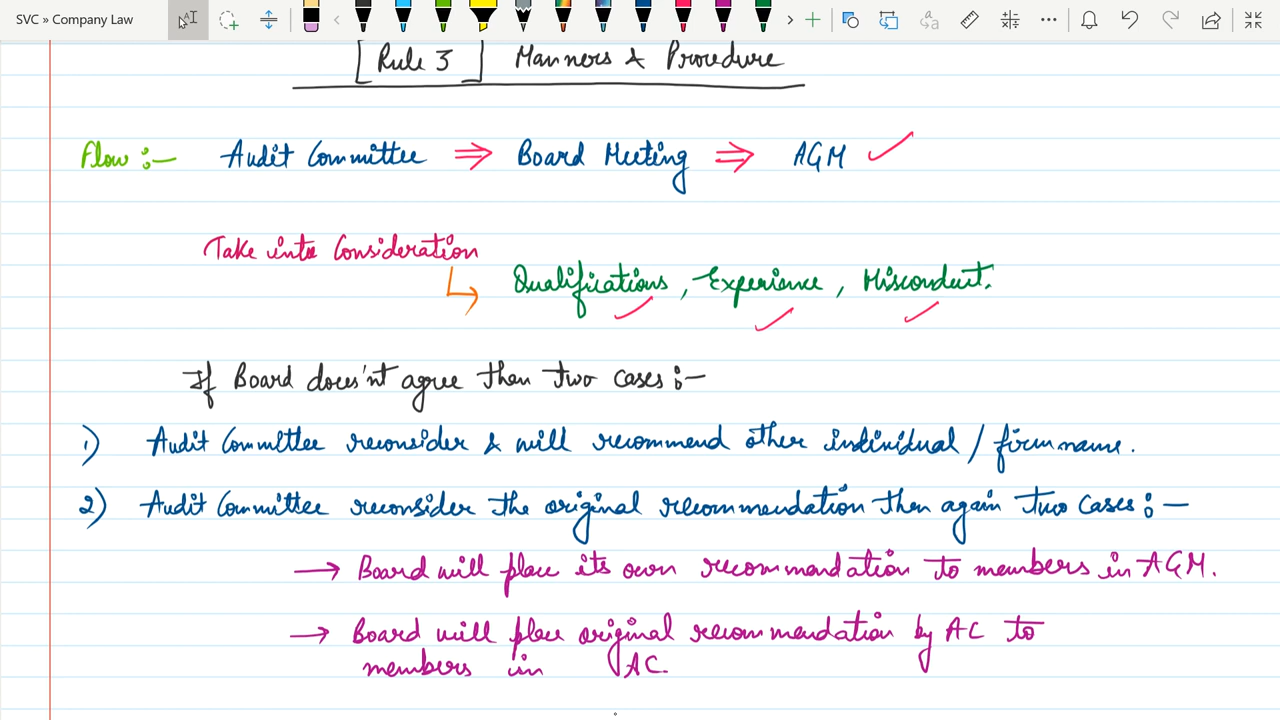 SVC » Company Law
[Rule 3] Manners & Procedure
Flow :- Audit Committee ⇒ Board Meeting ⇒ AGM ✓
Take into Consideration
↳ Qualifications, Experience, Misconduct.
If Board does'nt agree then two cases :-
1) Audit Committee reconsider & will recommend other individual / firm name.
2) Audit Committee reconsider the original recommendation then again two cases :-
→ Board will place its own recommendation to members in AGM.
→ Board will place original recommendation by AC to
members in AC.